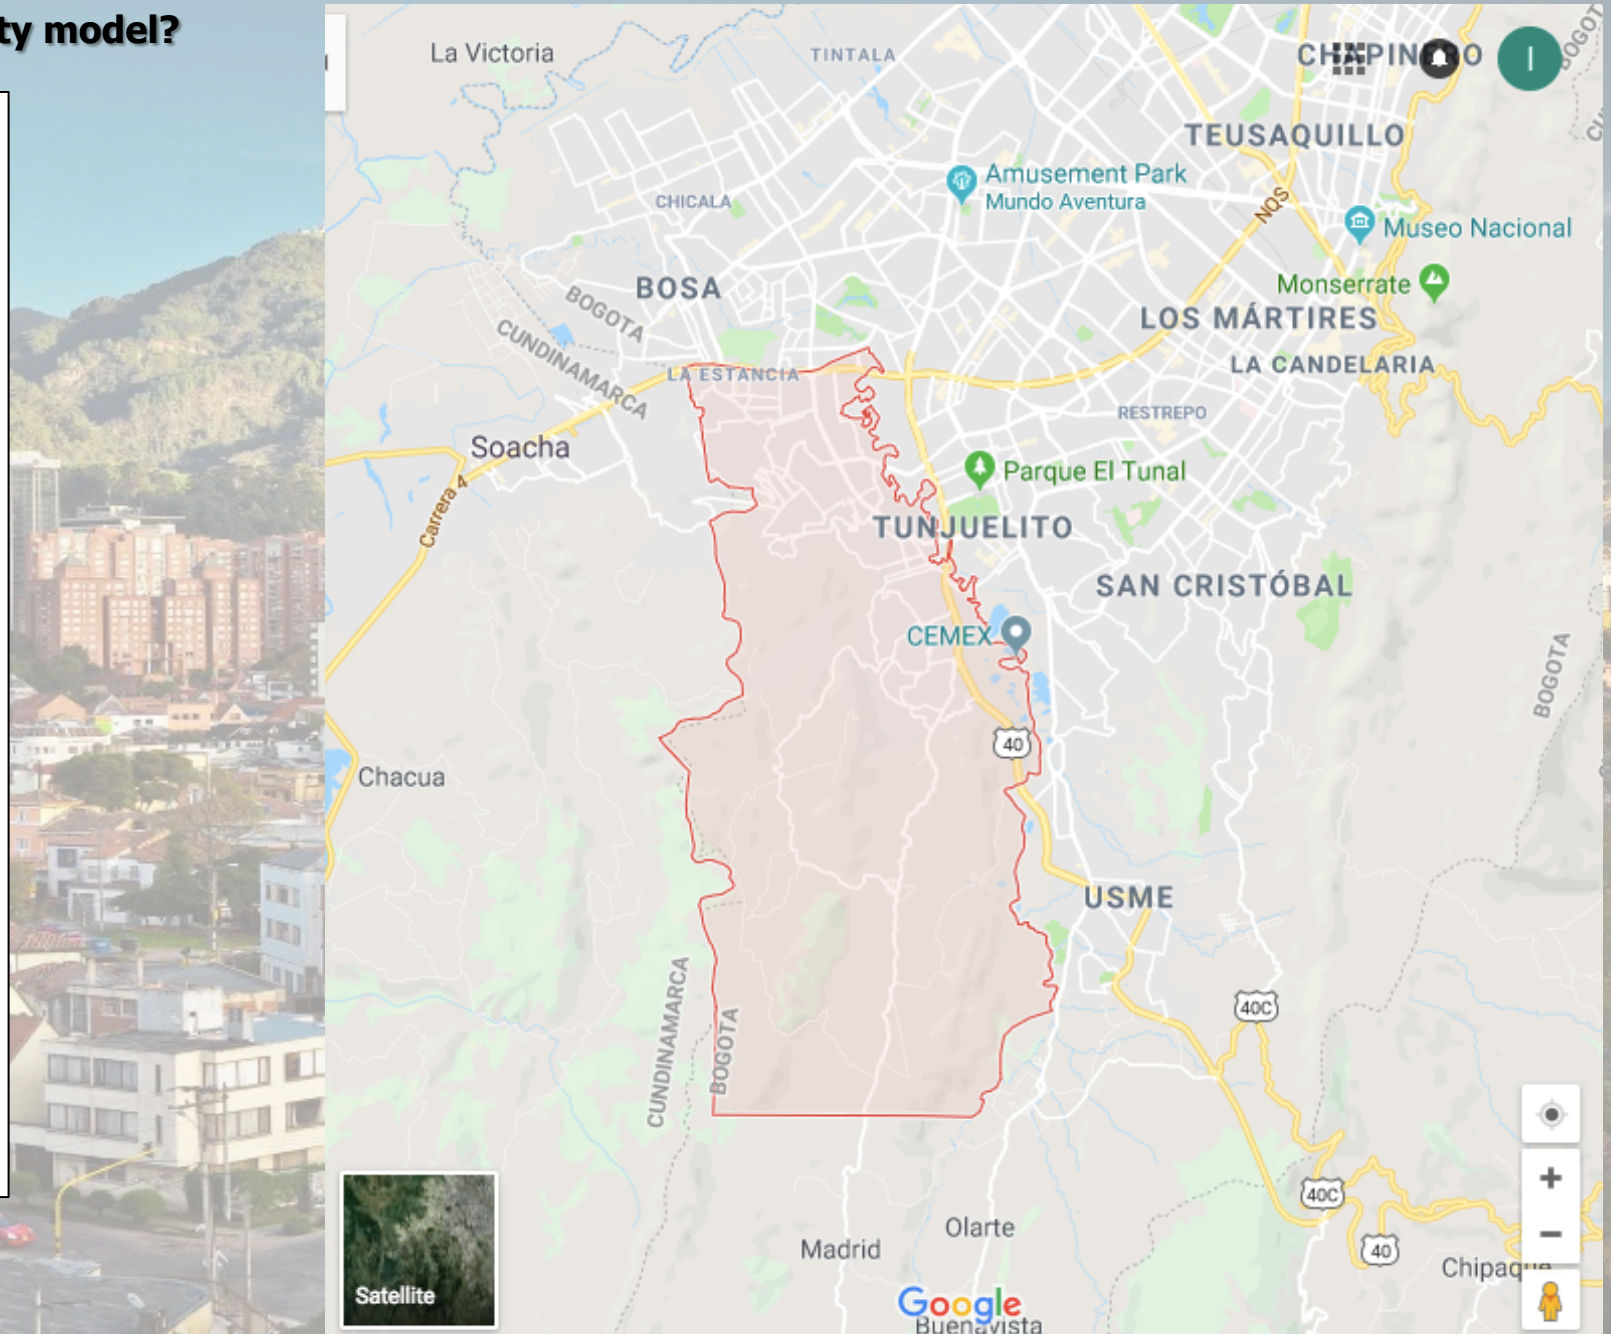 ty model?
La Victoria
TINTALA
CHAPINERO
I
BOGOT
TEUSAQUILLO
Amusement Park
Mundo Aventura
CHICALA
NQS
Museo Nacional
BOSA
BOGOTA
Monserrate
LOS MÁRTIRES
CUNDINAMARCA
LA ESTANCIA
LA CANDELARIA
RESTREPO
Soacha
Parque El Tunal
Carrera 4
TUNJUELITO
SAN CRISTÓBAL
CEMEX
BOGOTA
40
Chacua
USME
CUNDINAMARCA
BOGOTA
40C
40C
Olarte
Madrid
40
Chipaque
Satellite
Google
Buenavista